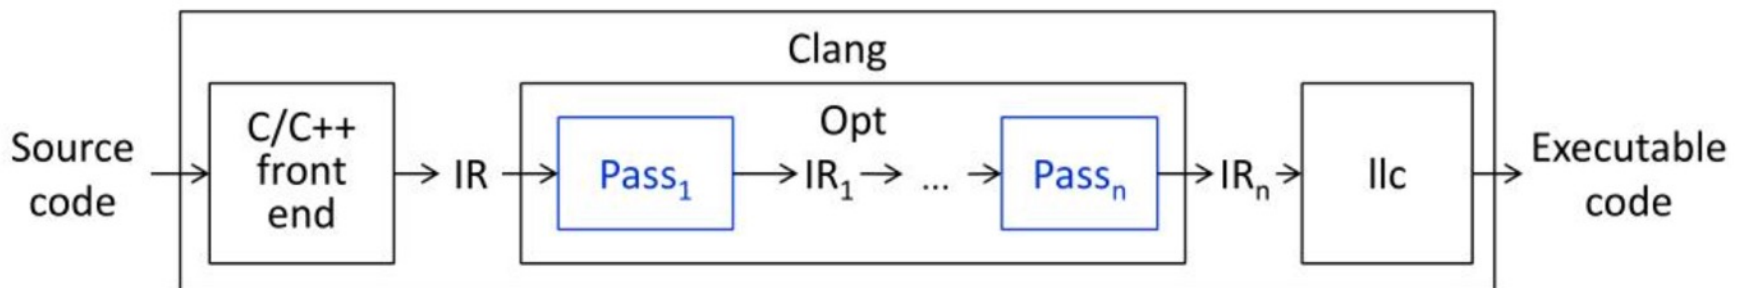 Clang
Source
code
C/C++
front
end
IR
Opt
Pass1
IR1
...
Passn
IRn
llc
Executable
code